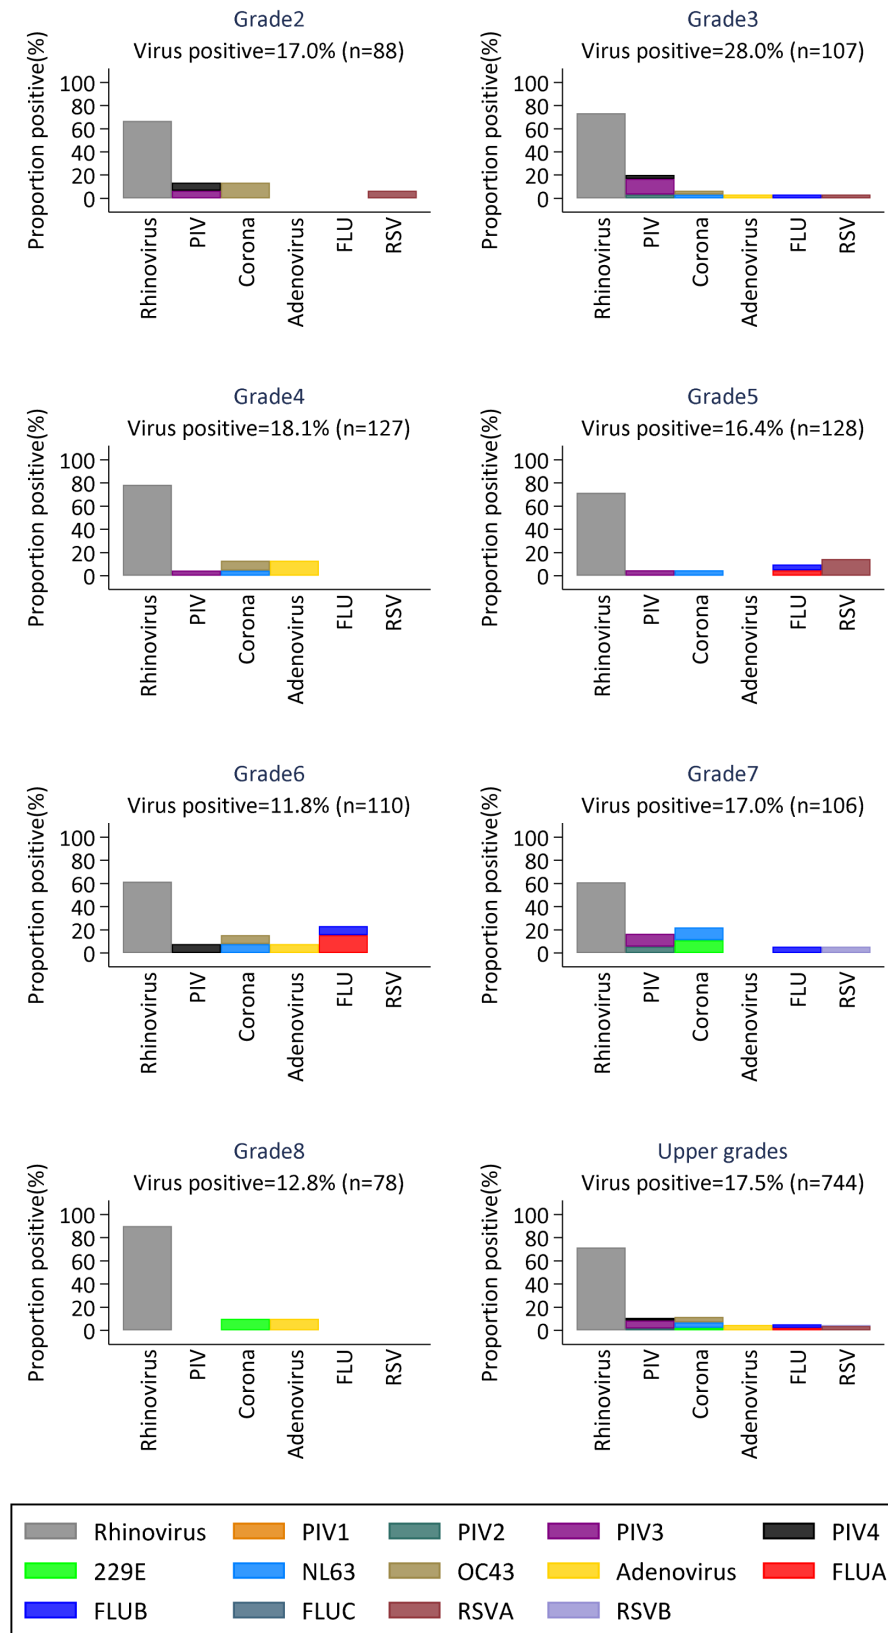 Grade2
Virus positive=17.0% (n=88)
Proportion positive(%)
100
80
60
40
20
0
Rhinovirus
PIV
Corona
Adenovirus
FLU
RSV
Grade3
Virus positive=28.0% (n=107)
Proportion positive(%)
100
80
60
40
20
0
Rhinovirus
PIV
Corona
Adenovirus
FLU
RSV
Grade4
Virus positive=18.1% (n=127)
Proportion positive(%)
100
80
60
40
20
0
Rhinovirus
PIV
Corona
Adenovirus
FLU
RSV
Grade5
Virus positive=16.4% (n=128)
Proportion positive(%)
100
80
60
40
20
0
Rhinovirus
PIV
Corona
Adenovirus
FLU
RSV
Grade6
Virus positive=11.8% (n=110)
Proportion positive(%)
100
80
60
40
20
0
Rhinovirus
PIV
Corona
Adenovirus
FLU
RSV
Grade7
Virus positive=17.0% (n=106)
Proportion positive(%)
100
80
60
40
20
0
Rhinovirus
PIV
Corona
Adenovirus
FLU
RSV
Grade8
Virus positive=12.8% (n=78)
Proportion positive(%)
100
80
60
40
20
0
Rhinovirus
PIV
Corona
Adenovirus
FLU
RSV
Upper grades
Virus positive=17.5% (n=744)
Proportion positive(%)
100
80
60
40
20
0
Rhinovirus
PIV
Corona
Adenovirus
FLU
RSV
Rhinovirus PIV1 PIV2 PIV3 PIV4
229E NL63 OC43 Adenovirus FLUA
FLUB FLUC RSVA RSVB